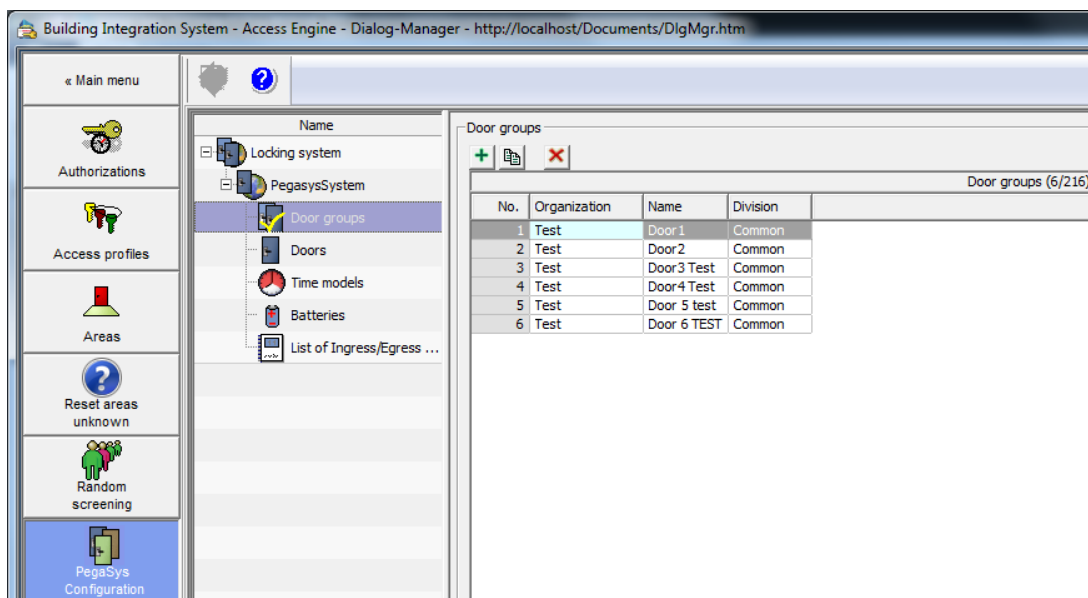 Building Integration System - Access Engine - Dialog-Manager - http://localhost/Documents/DlgMgr.htm
« Main menu
Authorizations
Access profiles
Areas
Reset areas
unknown
Random
screening
PegaSys
Configuration
Name
Locking system
PegasysSystem
Door groups
Doors
Time models
Batteries
List of Ingress/Egress ...
Door groups
Door groups (6/216)
No. Organization Name Division
1 Test Door1 Common
2 Test Door2 Common
3 Test Door3 Test Common
4 Test Door4 Test Common
5 Test Door 5 test Common
6 Test Door 6 TEST Common